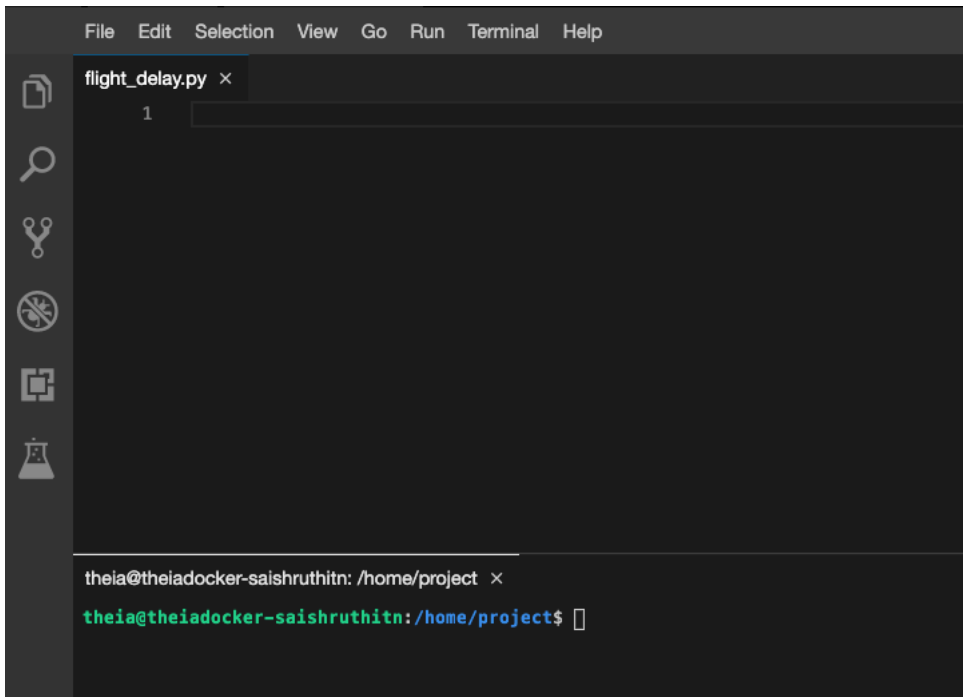 File Edit Selection View Go Run Terminal Help
flight_delay.py ×
1
theia@theiadocker-saishruthitn: /home/project ×
theia@theiadocker-saishruthitn:/home/project$